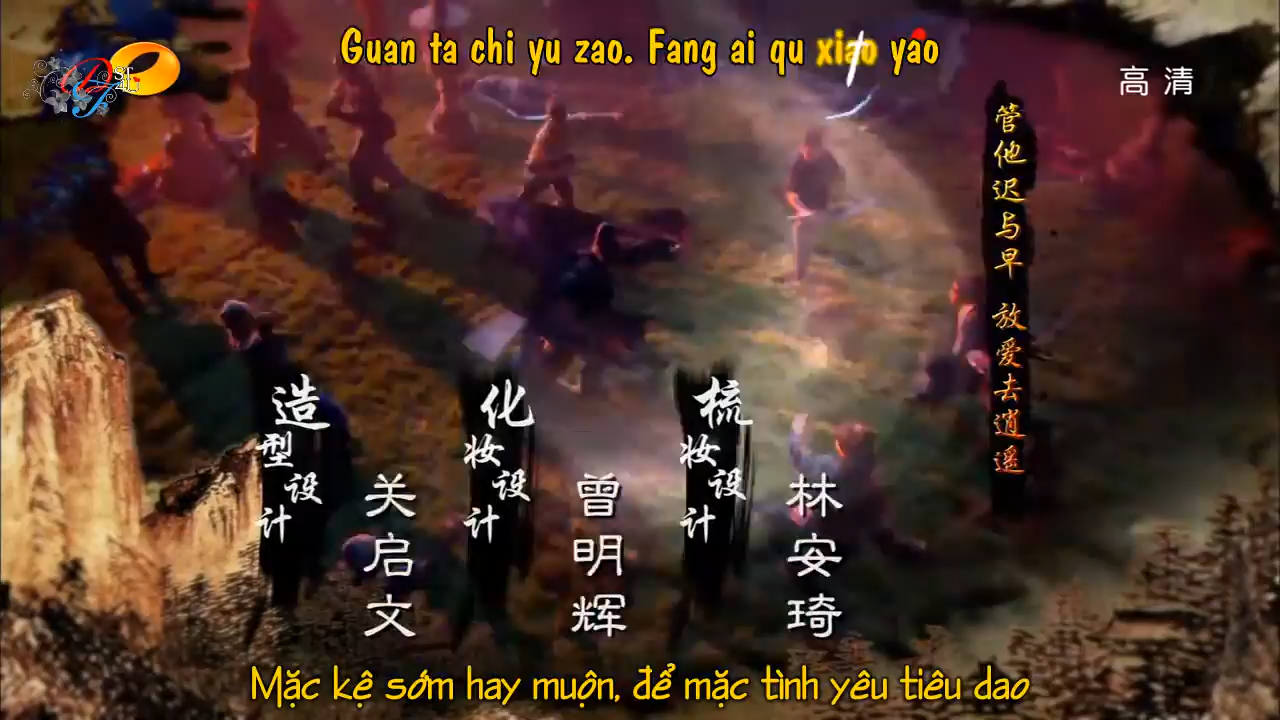 Guan ta chi yu zao. Fang ai qu xiao yao
高清
管他迟与早 放爱去逍遥
造型设计
关启文
化妆设计
曾明辉
梳妆设计
林安琦
Mặc kệ sớm hay muộn, để mặc tình yêu tiêu dao